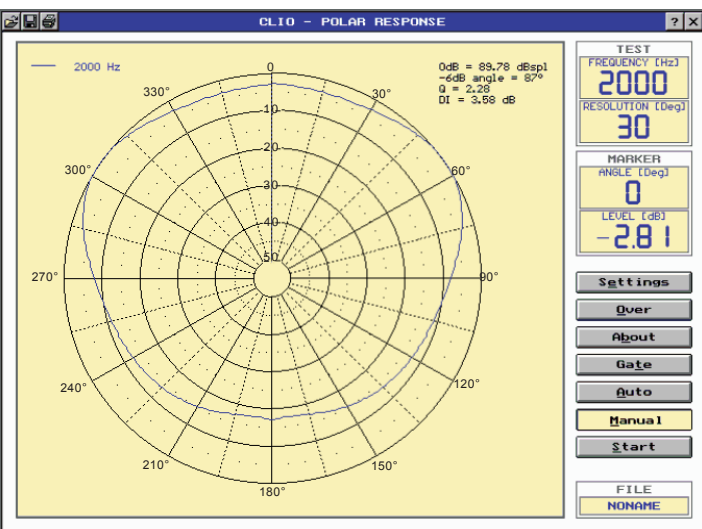 CLIO - POLAR RESPONSE
? X
2000 Hz
0dB = 89.78 dBspl
-6dB angle = 87°
Q = 2.28
DI = 3.58 dB
0
330°
30°
10
20
300°
60°
30
40
50
270°
90°
240°
120°
210°
150°
180°
TEST
FREQUENCY [Hz]
2000
RESOLUTION [Deg]
30
MARKER
ANGLE [Deg]
0
LEVEL [dB]
-2.81
Settings
Over
About
Gate
Auto
Manual
Start
FILE
NONAME